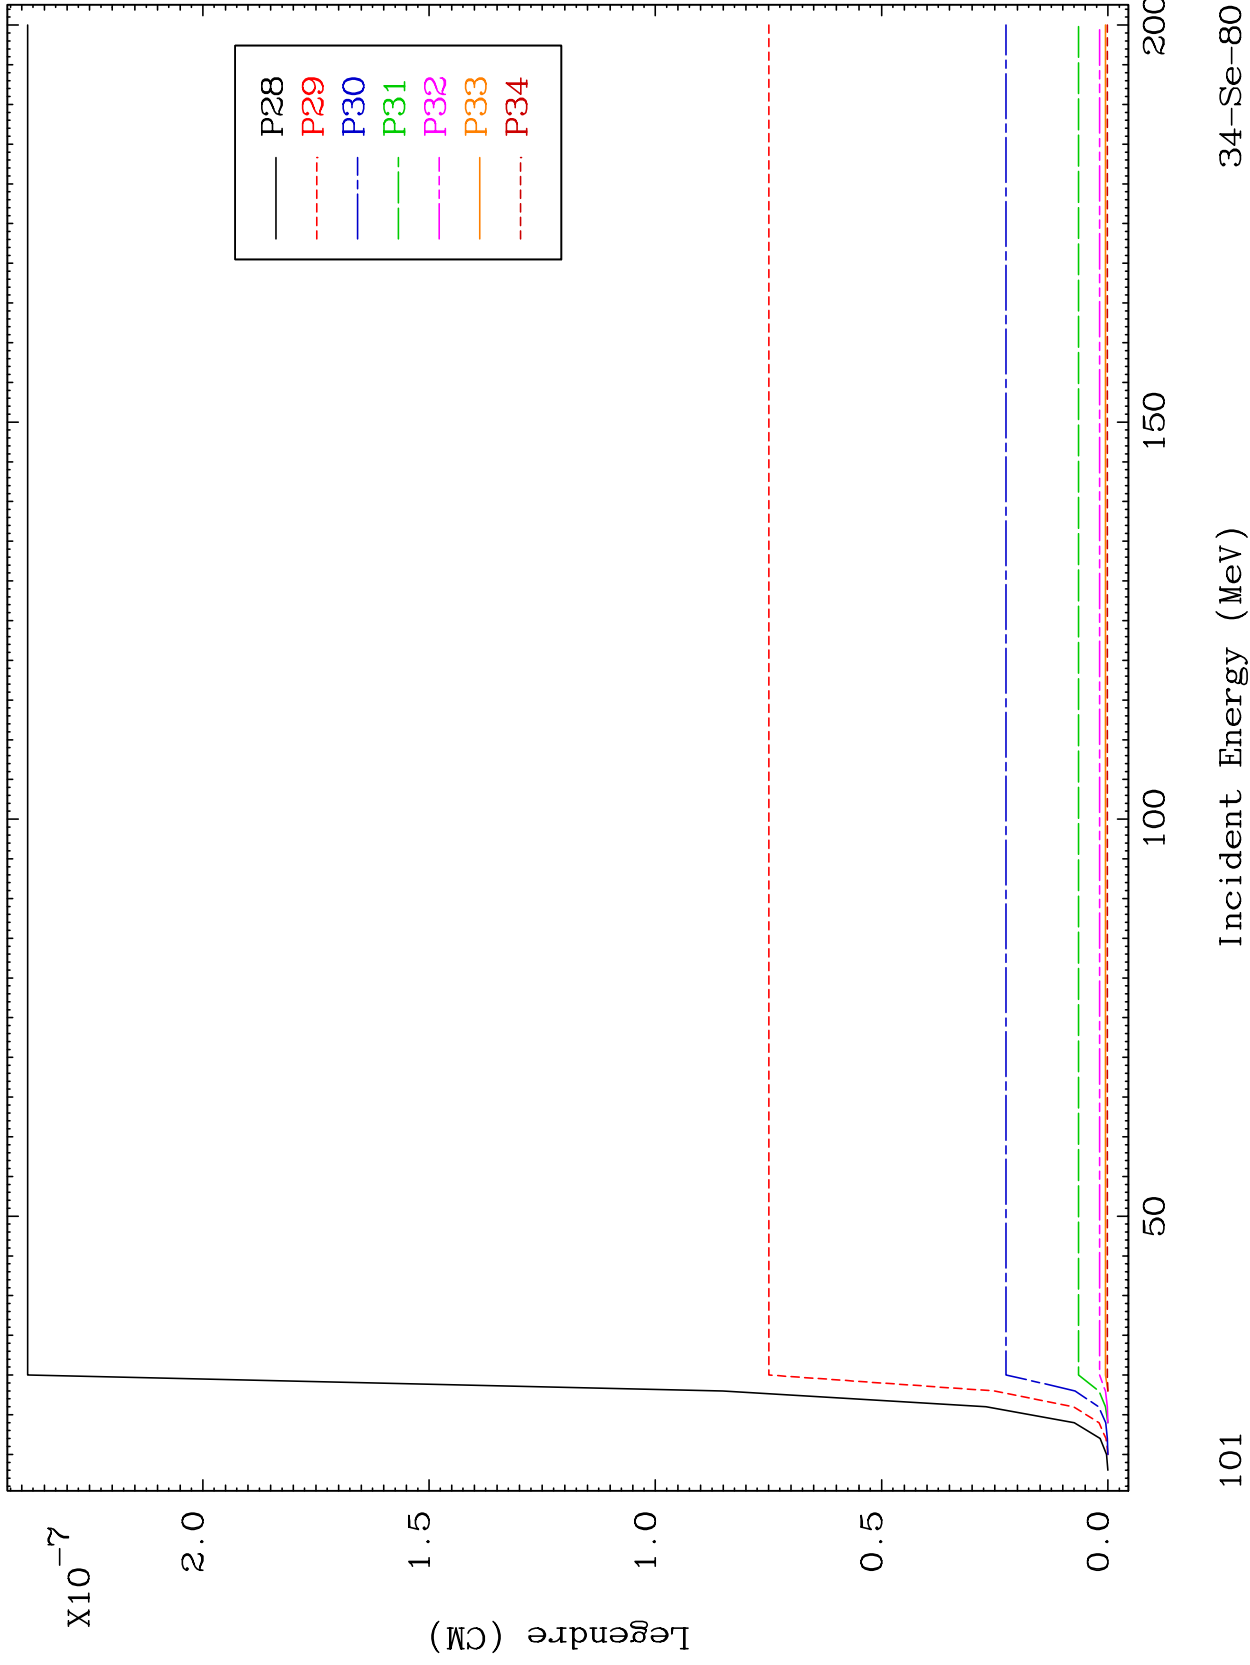 X10-7
2.0
1.5
1.0
0.5
0.0
Legendre (CM)
P28
P29
P30
P31
P32
P33
P34
50
100
150
200
Incident Energy (MeV)
101
34-Se-80